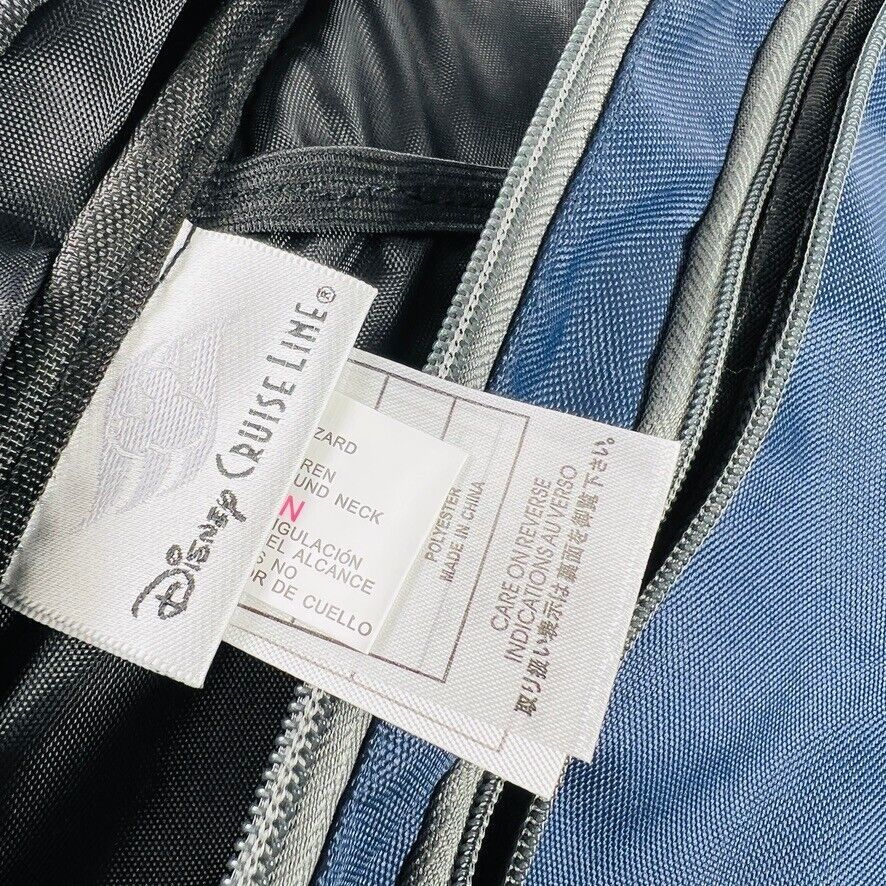 DISNEY CRUISE LINE®
ZARD
REN
UND NECK
N
IGULACIÓN
EL ALCANCE
S NO
OR DE CUELLO
POLYESTER
MADE IN CHINA
CARE ON REVERSE
INDICATIONS AU VERSO
取り扱い表示は裏面を御覧下さい。